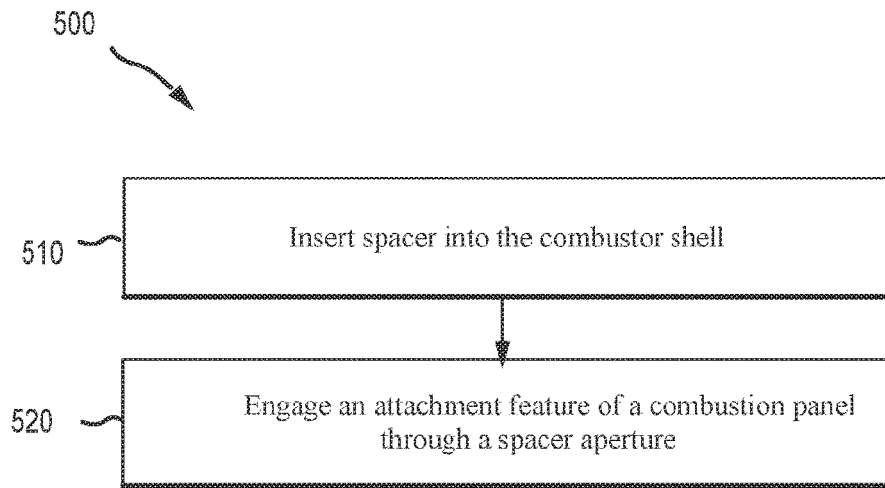 500
510
Insert spacer into the combustor shell
520
Engage an attachment feature of a combustion panel
through a spacer aperture